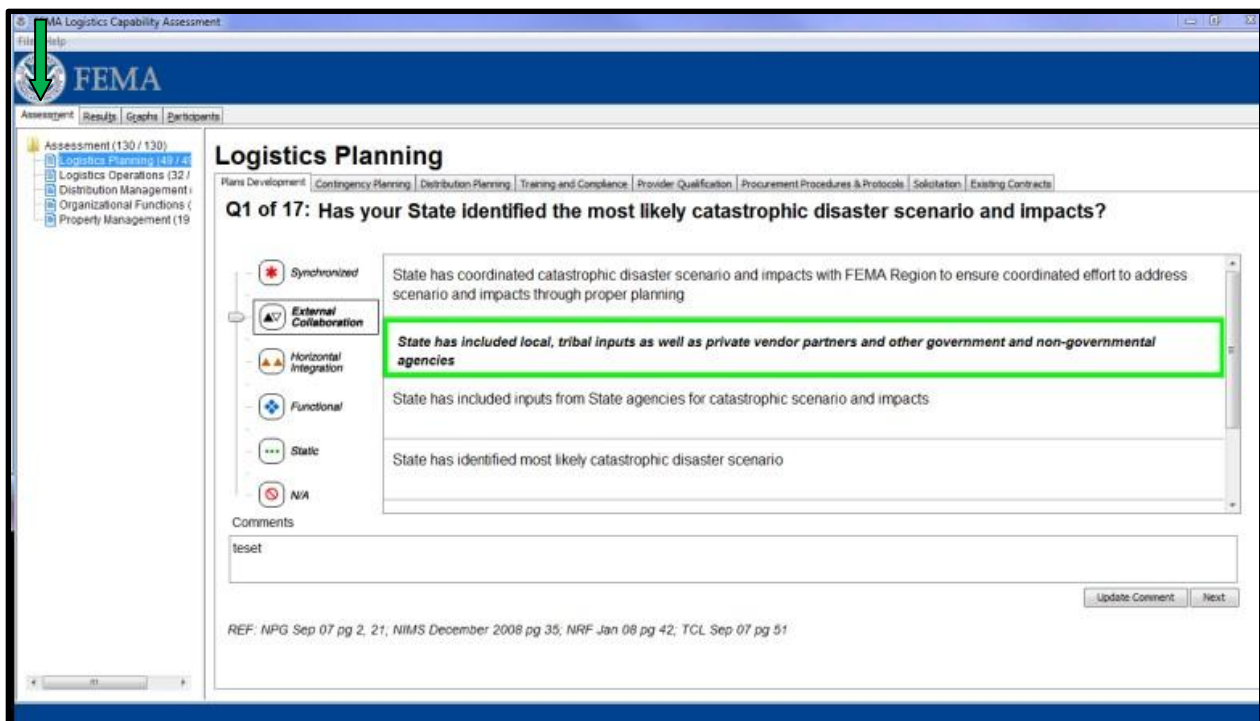 FEMA Logistics Capability Assessment
File Help
FEMA
Assessment Results Graphs Participants
Assessment (130 / 130)
Logistics Planning (49 / 49
Logistics Operations (32 /
Distribution Management
Organizational Functions (
Property Management (19
Logistics Planning
Plans Development Contingency Planning Distribution Planning Training and Compliance Provider Qualification Procurement Procedures & Protocols Solicitation Existing Contracts
Q1 of 17: Has your State identified the most likely catastrophic disaster scenario and impacts?
Synchronized
State has coordinated catastrophic disaster scenario and impacts with FEMA Region to ensure coordinated effort to address
scenario and impacts through proper planning
External
Collaboration
State has included local, tribal inputs as well as private vendor partners and other government and non-governmental
agencies
Horizontal
Integration
State has included inputs from State agencies for catastrophic scenario and impacts
Functional
State has identified most likely catastrophic disaster scenario
Static
N/A
Comments
teset
Update Comment Next
REF: NPG Sep 07 pg 2, 21; NIMS December 2008 pg 35; NRF Jan 08 pg 42; TCL Sep 07 pg 51